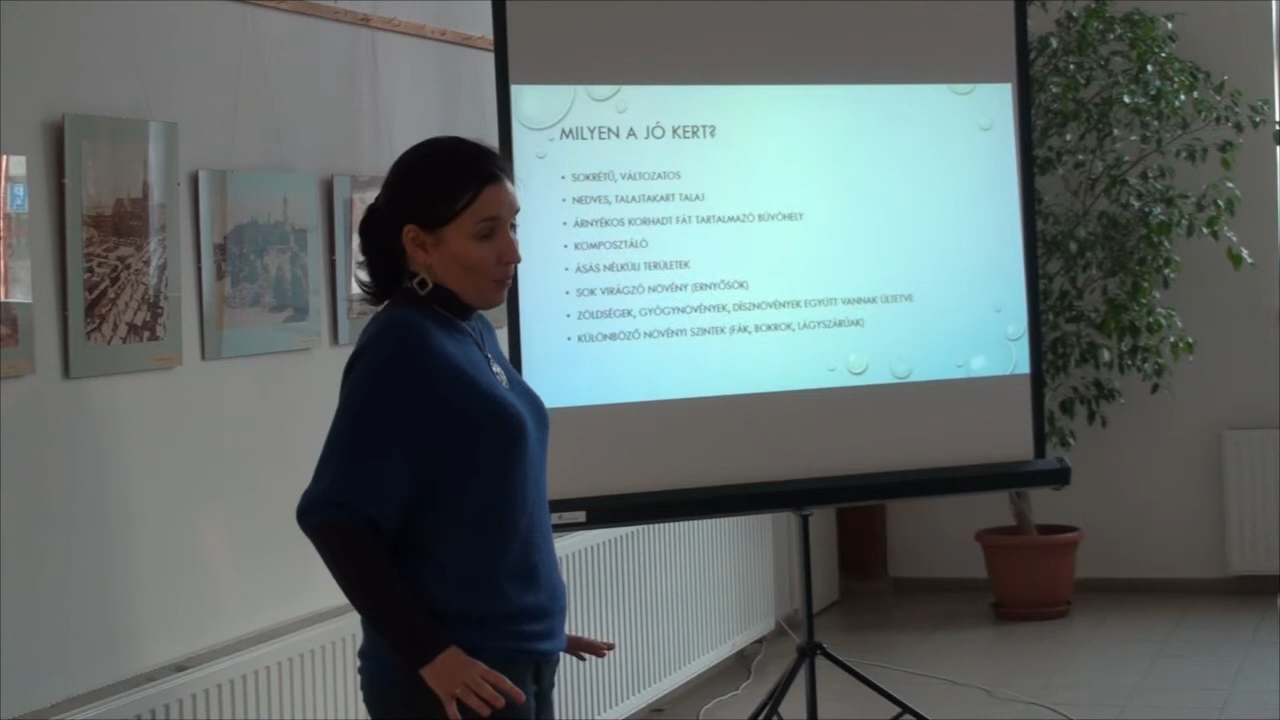 MILYEN A JÓ KERT?
• SOKRÉTŰ, VÁLTOZATOS
• NEDVES, TALAJTAKART TALAJ
• ÁRNYÉKOS KORHADT FÁT TARTALMAZÓ BÚVÓHELY
• KOMPOSZTÁLÓ
• ÁSÁS NÉLKÜLI TERÜLETEK
• SOK VIRÁGZÓ NÖVÉNY (ERNYŐSÖK)
• ZÖLDSÉGEK, GYÓGYNÖVÉNYEK, DÍSZNÖVÉNYEK EGYÜTT VANNAK ÜLTETVE
• KÜLÖNBÖZŐ NÖVÉNYI SZINTEK (FÁK, BOKROK, LÁGYSZÁRÚAK)